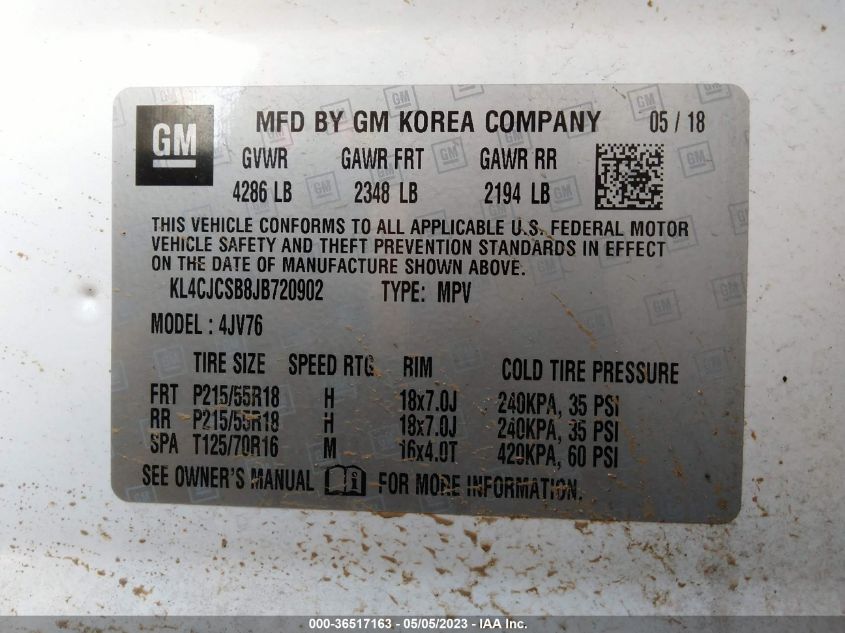 GM MFD BY GM KOREA COMPANY 05 / 18
GVWR GAWR FRT GAWR RR
4286 LB 2348 LB 2194 LB
THIS VEHICLE CONFORMS TO ALL APPLICABLE U.S. FEDERAL MOTOR
VEHICLE SAFETY AND THEFT PREVENTION STANDARDS IN EFFECT
ON THE DATE OF MANUFACTURE SHOWN ABOVE.
KL4CJCSB8JB720902 TYPE: MPV
MODEL : 4JV76
TIRE SIZE SPEED RTG RIM COLD TIRE PRESSURE
FRT P215/55R18 H 18x7.0J 240KPA, 35 PSI
RR P215/55R18 H 18x7.0J 240KPA, 35 PSI
SPA T125/70R16 M 16x4.0T 420KPA, 60 PSI
SEE OWNER'S MANUAL FOR MORE INFORMATION.
000-36517163 - 05/05/2023 - IAA Inc.